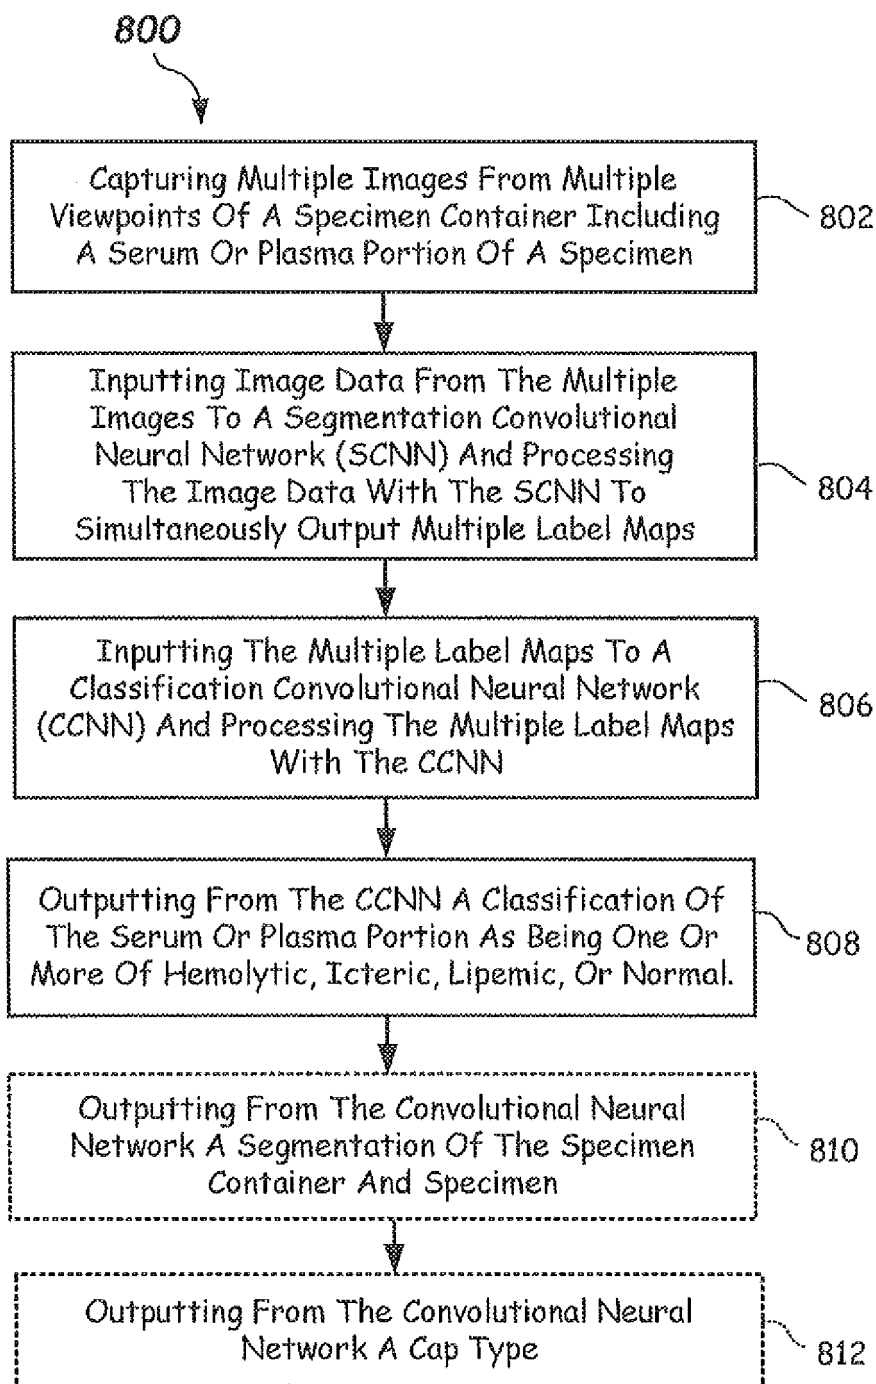 800
Capturing Multiple Images From Multiple
Viewpoints Of A Specimen Container Including
A Serum Or Plasma Portion Of A Specimen
802
Inputting Image Data From The Multiple
Images To A Segmentation Convolutional
Neural Network (SCNN) And Processing
The Image Data With The SCNN To
Simultaneously Output Multiple Label Maps
804
Inputting The Multiple Label Maps To A
Classification Convolutional Neural Network
(CCNN) And Processing The Multiple Label Maps
With The CCNN
806
Outputting From The CCNN A Classification Of
The Serum Or Plasma Portion As Being One Or
More Of Hemolytic, Icteric, Lipemic, Or Normal.
808
Outputting From The Convolutional Neural
Network A Segmentation Of The Specimen
Container And Specimen
810
Outputting From The Convolutional Neural
Network A Cap Type
812